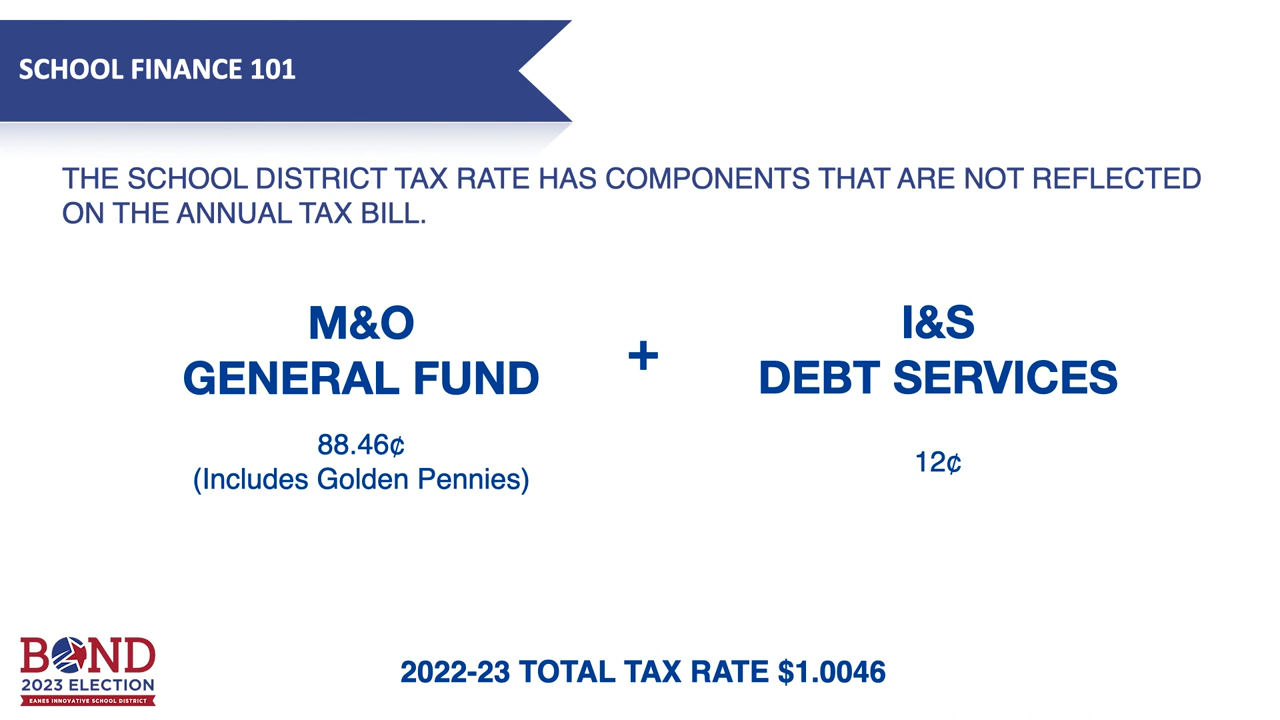 SCHOOL FINANCE 101
THE SCHOOL DISTRICT TAX RATE HAS COMPONENTS THAT ARE NOT REFLECTED
ON THE ANNUAL TAX BILL.
M&O
GENERAL FUND
88.46¢
(Includes Golden Pennies)
+
I&S
DEBT SERVICES
12¢
BOND
2023 ELECTION
EANES INNOVATIVE SCHOOL DISTRICT
2022-23 TOTAL TAX RATE $1.0046